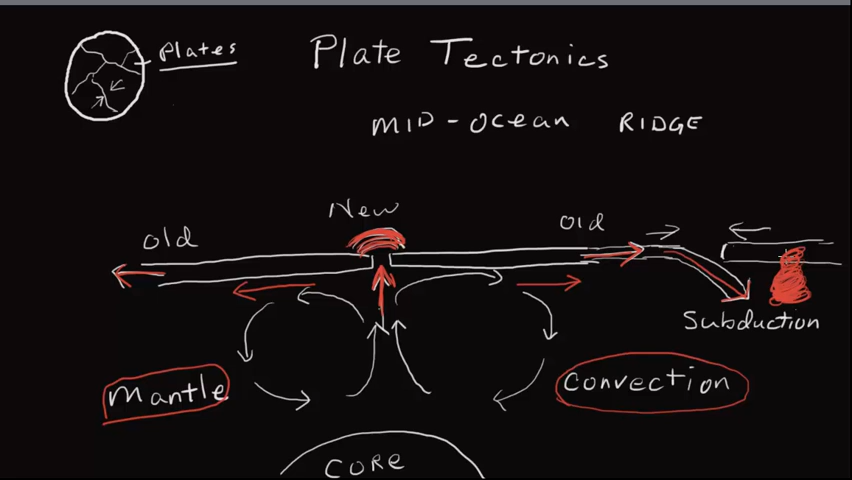 Plates
Plate Tectonics
MID-Ocean RIDGE
New
old
old
Subduction
Mantle
Convection
CORE